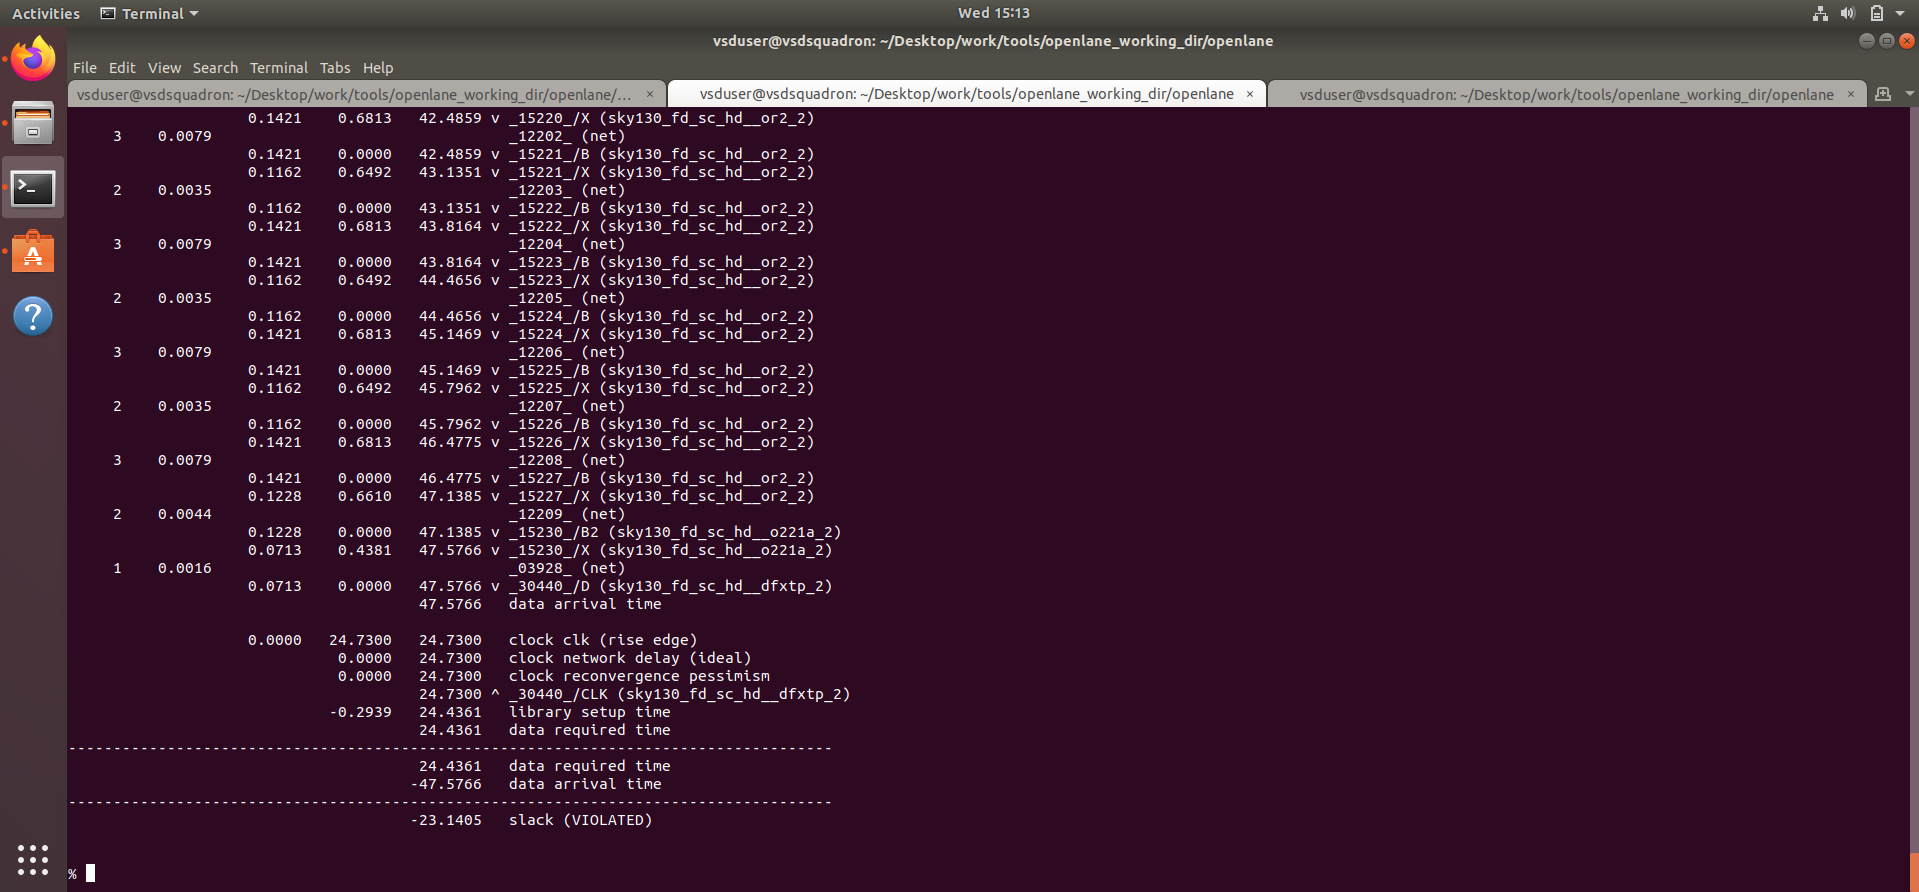 Activities Terminal Wed 15:13
vsduser@vsdsquadron: ~/Desktop/work/tools/openlane_working_dir/openlane
File Edit View Search Terminal Tabs Help
vsduser@vsdsquadron: ~/Desktop/work/tools/openlane_working_dir/openlane/... × vsduser@vsdsquadron: ~/Desktop/work/tools/openlane_working_dir/openlane × vsduser@vsdsquadron: ~/Desktop/work/tools/openlane_working_dir/openlane ×
0.1421 0.6813 42.4859 v _15220_/X (sky130_fd_sc_hd__or2_2)
3 0.0079 _12202_ (net)
0.1421 0.0000 42.4859 v _15221_/B (sky130_fd_sc_hd__or2_2)
0.1162 0.6492 43.1351 v _15221_/X (sky130_fd_sc_hd__or2_2)
2 0.0035 _12203_ (net)
0.1162 0.0000 43.1351 v _15222_/B (sky130_fd_sc_hd__or2_2)
0.1421 0.6813 43.8164 v _15222_/X (sky130_fd_sc_hd__or2_2)
3 0.0079 _12204_ (net)
0.1421 0.0000 43.8164 v _15223_/B (sky130_fd_sc_hd__or2_2)
0.1162 0.6492 44.4656 v _15223_/X (sky130_fd_sc_hd__or2_2)
2 0.0035 _12205_ (net)
0.1162 0.0000 44.4656 v _15224_/B (sky130_fd_sc_hd__or2_2)
0.1421 0.6813 45.1469 v _15224_/X (sky130_fd_sc_hd__or2_2)
3 0.0079 _12206_ (net)
0.1421 0.0000 45.1469 v _15225_/B (sky130_fd_sc_hd__or2_2)
0.1162 0.6492 45.7962 v _15225_/X (sky130_fd_sc_hd__or2_2)
2 0.0035 _12207_ (net)
0.1162 0.0000 45.7962 v _15226_/B (sky130_fd_sc_hd__or2_2)
0.1421 0.6813 46.4775 v _15226_/X (sky130_fd_sc_hd__or2_2)
3 0.0079 _12208_ (net)
0.1421 0.0000 46.4775 v _15227_/B (sky130_fd_sc_hd__or2_2)
0.1228 0.6610 47.1385 v _15227_/X (sky130_fd_sc_hd__or2_2)
2 0.0044 _12209_ (net)
0.1228 0.0000 47.1385 v _15230_/B2 (sky130_fd_sc_hd__o221a_2)
0.0713 0.4381 47.5766 v _15230_/X (sky130_fd_sc_hd__o221a_2)
1 0.0016 _03928_ (net)
0.0713 0.0000 47.5766 v _30440_/D (sky130_fd_sc_hd__dfxtp_2)
47.5766 data arrival time
0.0000 24.7300 24.7300 clock clk (rise edge)
0.0000 24.7300 clock network delay (ideal)
0.0000 24.7300 clock reconvergence pessimism
24.7300 ^ _30440_/CLK (sky130_fd_sc_hd__dfxtp_2)
-0.2939 24.4361 library setup time
24.4361 data required time
-------------------------------------------------------------------------------------
24.4361 data required time
-47.5766 data arrival time
-------------------------------------------------------------------------------------
-23.1405 slack (VIOLATED)
%